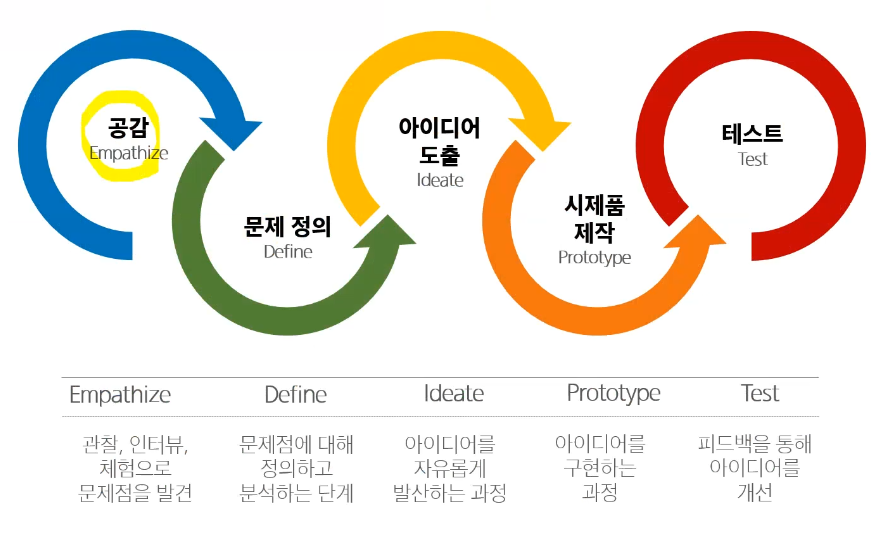 공감
Empathize
문제 정의
Define
아이디어
도출
Ideate
시제품
제작
Prototype
테스트
Test
Empathize Define Ideate Prototype Test
관찰, 인터뷰,
체험으로
문제점을 발견
문제점에 대해
정의하고
분석하는 단계
아이디어를
자유롭게
발산하는 과정
아이디어를
구현하는
과정
피드백을 통해
아이디어를
개선